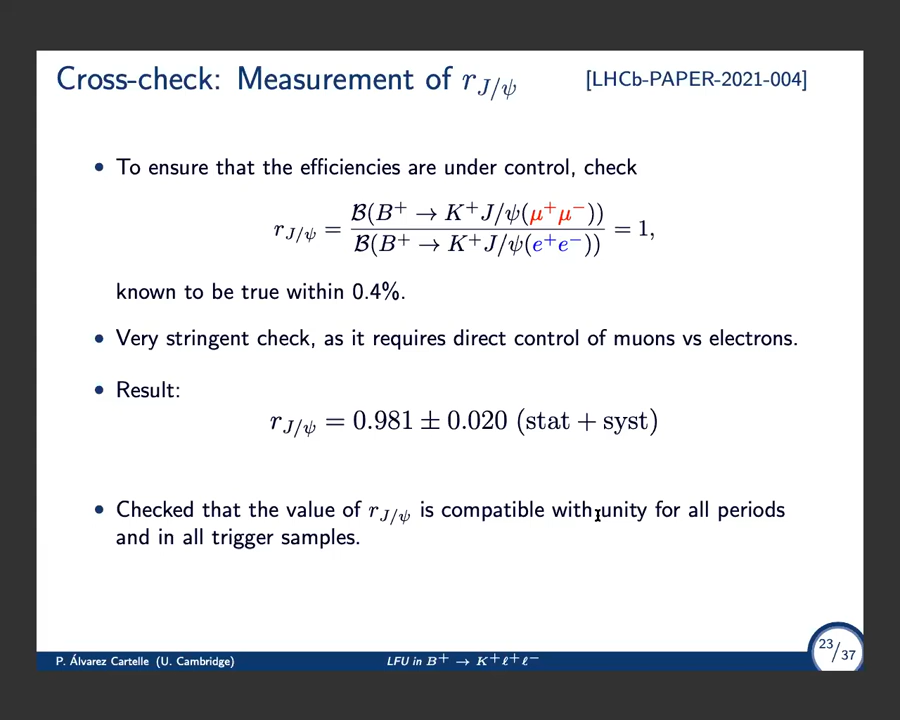 Cross-check: Measurement of r_{J/ψ} [LHCb-PAPER-2021-004]
• To ensure that the efficiencies are under control, check
r_{J/ψ} = \frac{ℬ(B⁺ → K⁺J/ψ(μ⁺μ⁻))}{ℬ(B⁺ → K⁺J/ψ(e⁺e⁻))} = 1,
known to be true within 0.4%.
• Very stringent check, as it requires direct control of muons vs electrons.
• Result:
r_{J/ψ} = 0.981 ± 0.020 (stat + syst)
• Checked that the value of r_{J/ψ} is compatible with unity for all periods
and in all trigger samples.
P. Álvarez Cartelle (U. Cambridge) LFU in B⁺ → K⁺ℓ⁺ℓ⁻ 23/37